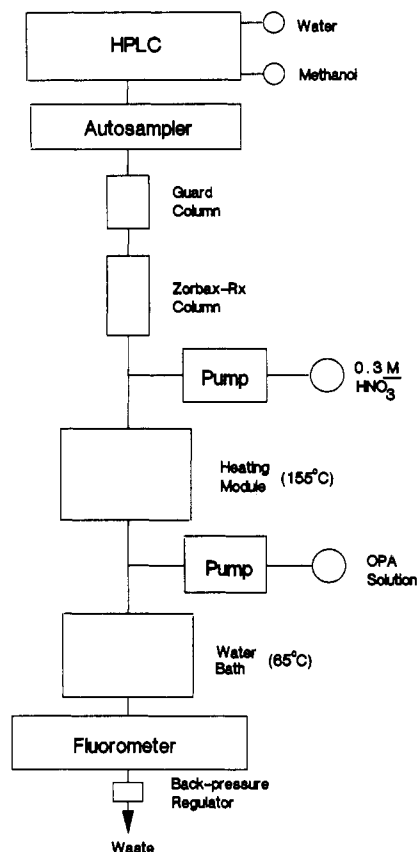 HPLC
Water
Methanol
Autosampler
Guard
Column
Zorbax-Rx
Column
Pump
0.3 M
HNO3
Heating
Module (155°C)
Pump
OPA
Solution
Water
Bath (65°C)
Fluorometer
Back-pressure
Regulator
Waste